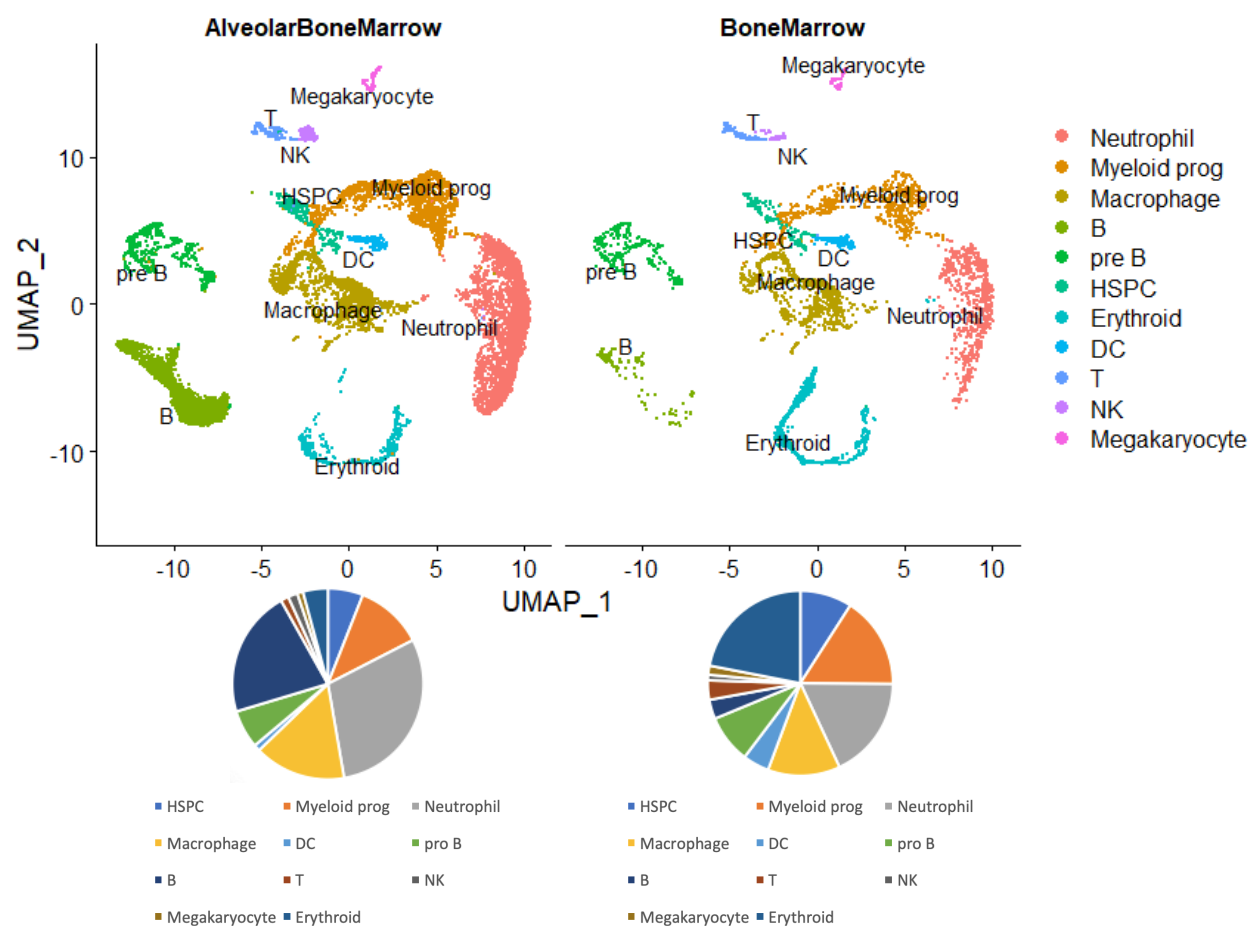 AlveolarBoneMarrow
BoneMarrow
Megakaryocyte
T
NK
HSPC
Myeloid prog
pre B
DC
Macrophage
Neutrophil
B
Erythroid
Megakaryocyte
T
NK
Myeloid prog
HSPC
DC
pre B
Macrophage
Neutrophil
B
Erythroid
Neutrophil
Myeloid prog
Macrophage
B
pre B
HSPC
Erythroid
DC
T
NK
Megakaryocyte
UMAP_2
10
0
-10
-10 -5 0 5 10
-10 -5 0 5 10
UMAP_1
HSPC Myeloid prog Neutrophil
Macrophage DC pro B
B T NK
Megakaryocyte Erythroid
HSPC Myeloid prog Neutrophil
Macrophage DC pro B
B T NK
Megakaryocyte Erythroid